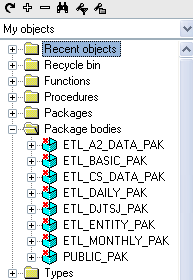 My objects
Recent objects
Recycle bin
Functions
Procedures
Packages
Package bodies
ETL_A2_DATA_PAK
ETL_BASIC_PAK
ETL_CS_DATA_PAK
ETL_DAILY_PAK
ETL_DJTSJ_PAK
ETL_ENTITY_PAK
ETL_MONTHLY_PAK
PUBLIC_PAK
Types